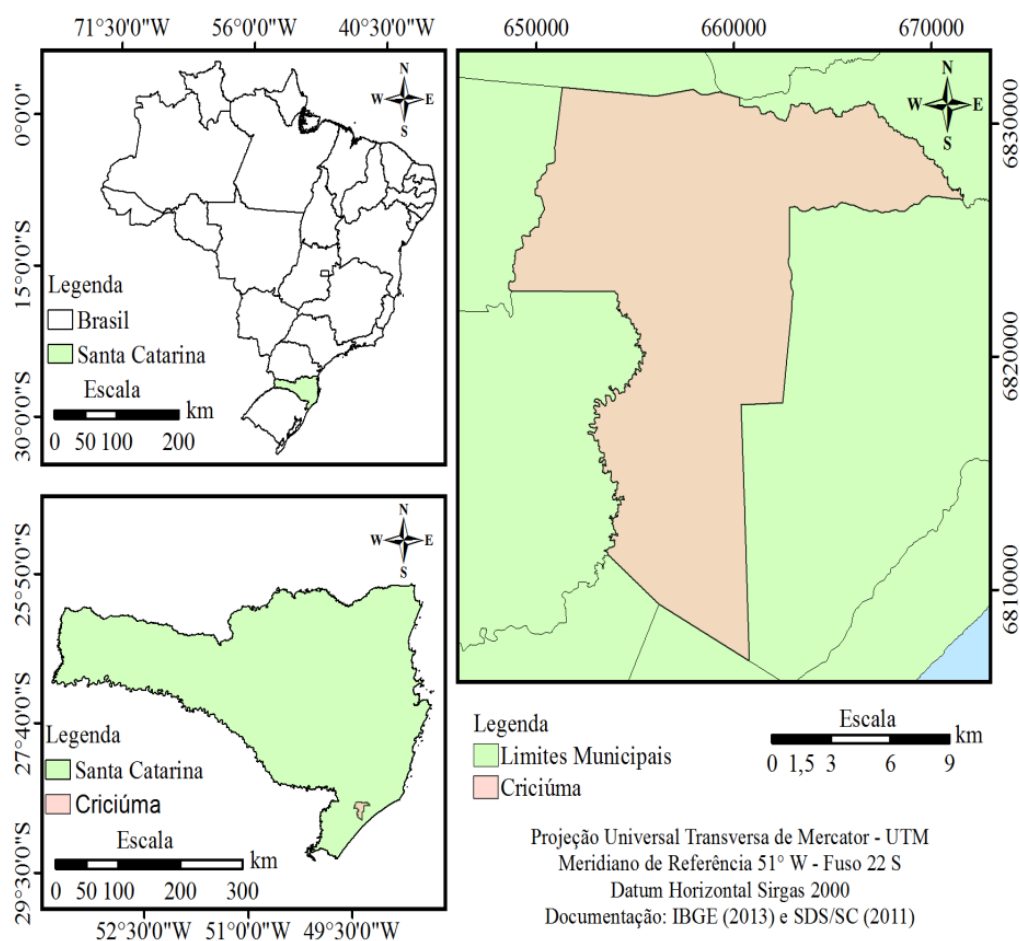 71°30'0"W 56°0'0"W 40°30'0"W
0°0'0"
15°0'0"S
30°0'0"S
N
W E
S
Legenda
Brasil
Santa Catarina
Escala
km
0 50 100 200
650000 660000 670000
N
W E
S
6830000
6820000
6810000
N
W E
S
25°50'0"S
27°40'0"S
29°30'0"S
Legenda
Santa Catarina
Criciúma
Escala
km
0 50 100 200 300
52°30'0"W 51°0'0"W 49°30'0"W
Legenda
Limites Municipais
Criciúma
Escala
km
0 1,5 3 6 9
Projeção Universal Transversa de Mercator - UTM
Meridiano de Referência 51° W - Fuso 22 S
Datum Horizontal Sirgas 2000
Documentação: IBGE (2013) e SDS/SC (2011)